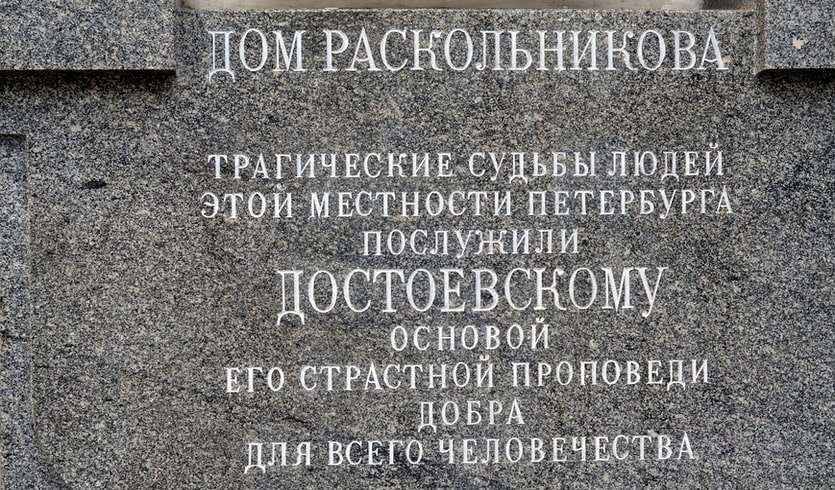 ДОМ РАСКОЛЬНИКОВА
ТРАГИЧЕСКИЕ СУДЬБЫ ЛЮДЕЙ
ЭТОЙ МЕСТНОСТИ ПЕТЕРБУРГА
ПОСЛУЖИЛИ
ДОСТОЕВСКОМУ
ОСНОВОЙ
ЕГО СТРАСТНОЙ ПРОПОВЕДИ
ДОБРА
ДЛЯ ВСЕГО ЧЕЛОВЕЧЕСТВА